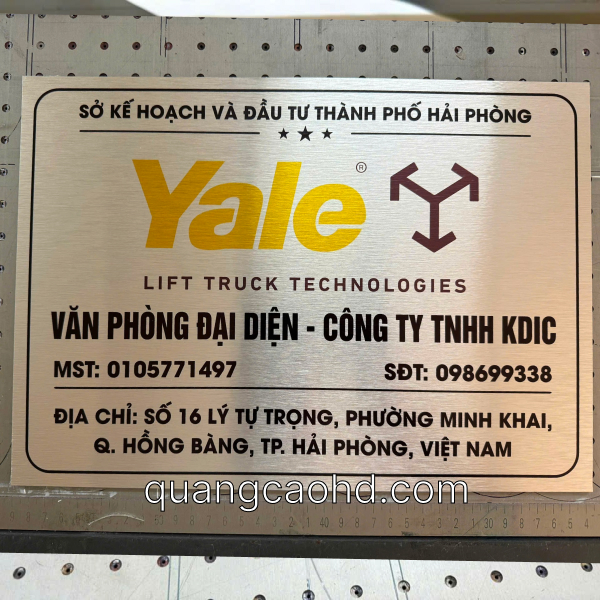 SỞ KẾ HOẠCH VÀ ĐẦU TƯ THÀNH PHỐ HẢI PHÒNG
Yale ®
LIFT TRUCK TECHNOLOGIES
VĂN PHÒNG ĐẠI DIỆN - CÔNG TY TNHH KDIC
MST: 0105771497 SĐT: 098699338
ĐỊA CHỈ: SỐ 16 LÝ TỰ TRỌNG, PHƯỜNG MINH KHAI,
Q. HỒNG BÀNG, TP. HẢI PHÒNG, VIỆT NAM
quangcaohd.com